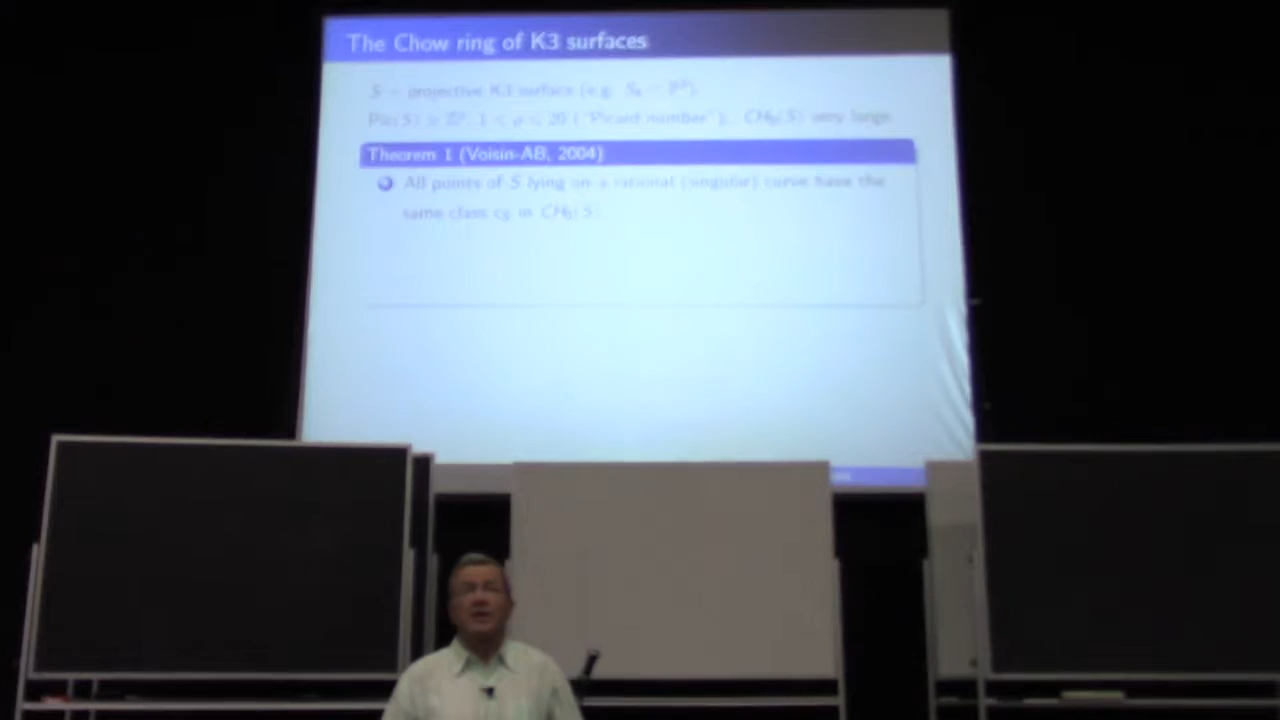 The Chow ring of K3 surfaces
S = projective K3 surface (e.g. S₄ ⊂ ℙ³).
Pic(S) ≅ ℤ^ρ, 1 ≤ ρ ≤ 20 ("Picard number"). CH₀(S) very large.
Theorem 1 (Voisin-AB, 2004)
All points of S lying on a rational (singular) curve have the
same class c_S in CH₀(S).